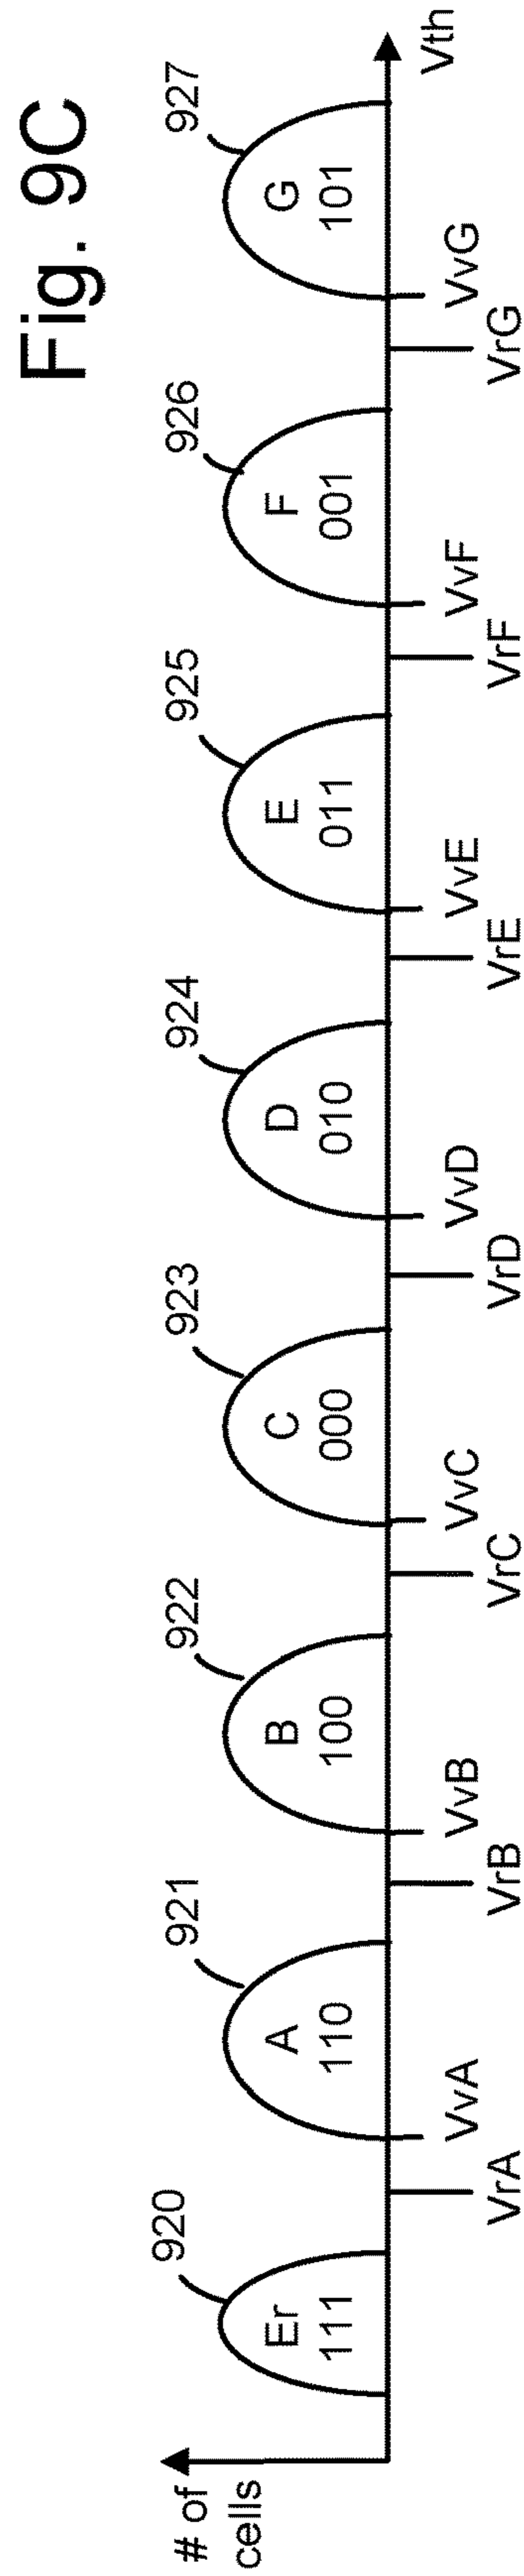 Fig. 9C
# of
cells
920
921
922
923
924
925
926
927
Er
111
A
110
B
100
C
000
D
010
E
011
F
001
G
101
Vth
VvA
VvB
VvC
VvD
VvE
VvF
VvG
VrA
VrB
VrC
VrD
VrE
VrF
VrG